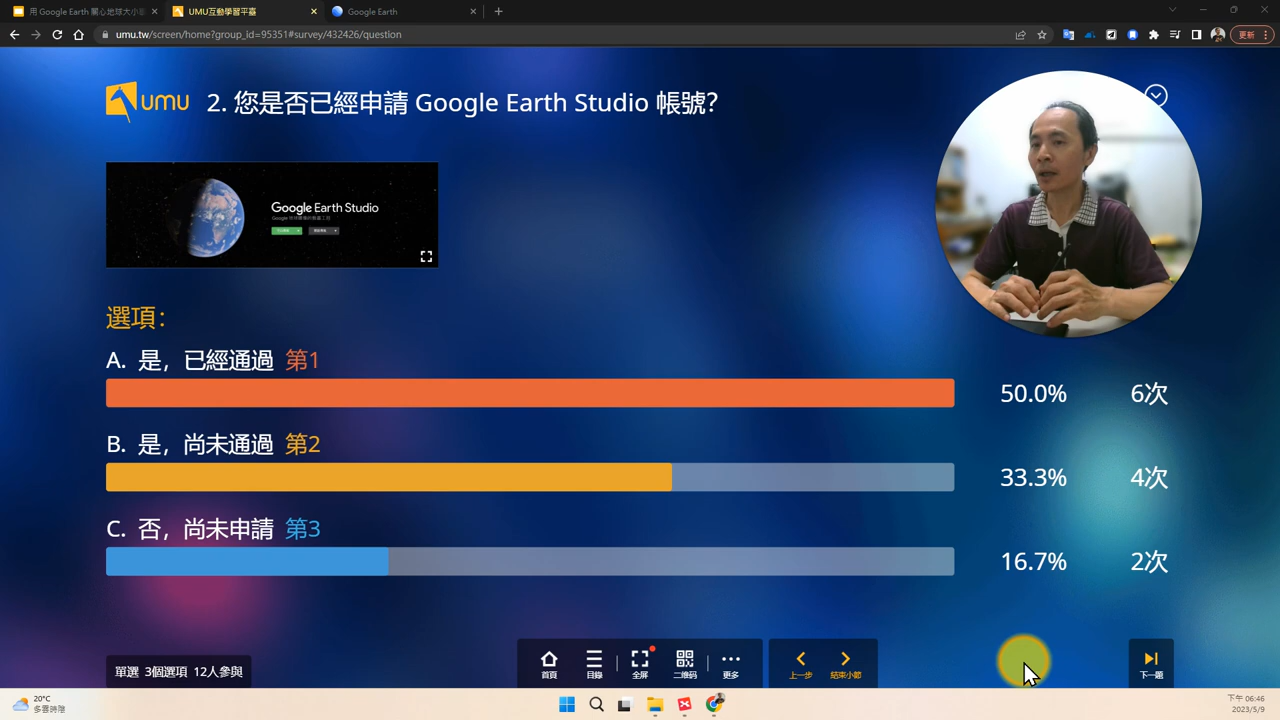 用 Google Earth 關心地球大小事
UMU互動學習平臺
Google Earth
umu.tw/screen/home?group_id=95351#survey/432426/question
更新
umu
2. 您是否已經申請 Google Earth Studio 帳號?
Google Earth Studio
選項:
A. 是，已經通過 第1
50.0% 6次
B. 是，尚未通過 第2
33.3% 4次
C. 否，尚未申請 第3
16.7% 2次
單選 3個選項 12人參與
首頁
目錄
全屏
二维码
更多
上一步
結束小節
下一題
20°C
多雲時陰
下午 06:46
2023/5/9